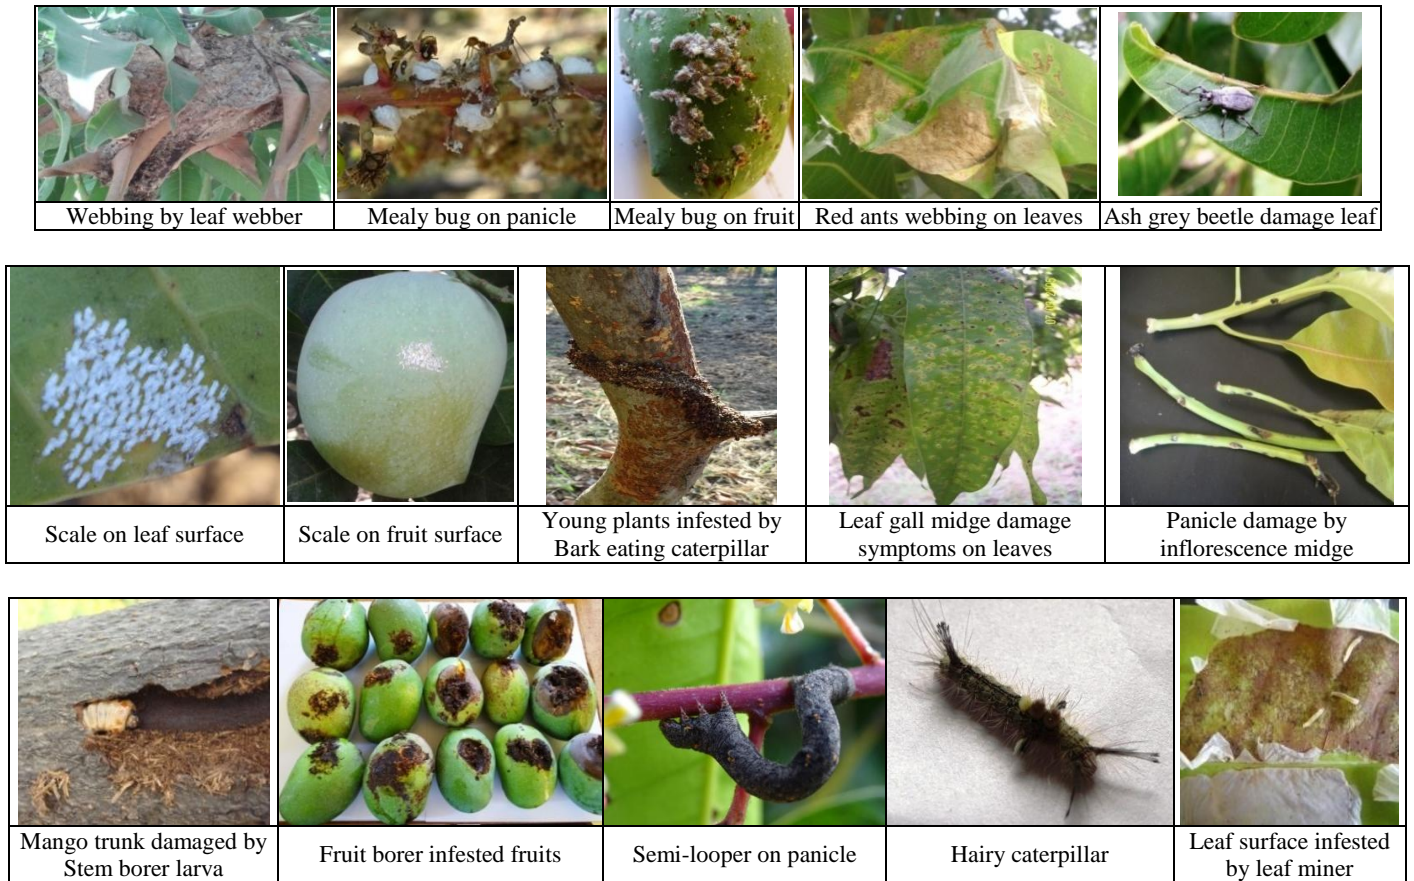 Webbing by leaf webber
Mealy bug on panicle
Mealy bug on fruit
Red ants webbing on leaves
Ash grey beetle damage leaf
Scale on leaf surface
Scale on fruit surface
Young plants infested by
Bark eating caterpillar
Leaf gall midge damage
symptoms on leaves
Panicle damage by
inflorescence midge
Mango trunk damaged by
Stem borer larva
Fruit borer infested fruits
Semi-looper on panicle
Hairy caterpillar
Leaf surface infested
by leaf miner